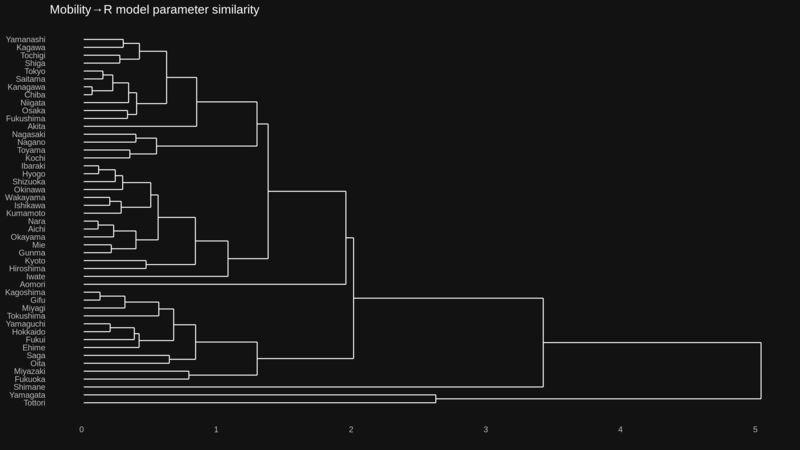 Mobility→R model parameter similarity
Yamanashi
Kagawa
Tochigi
Shiga
Tokyo
Saitama
Kanagawa
Chiba
Niigata
Osaka
Fukushima
Akita
Nagasaki
Nagano
Toyama
Kochi
Ibaraki
Hyogo
Shizuoka
Okinawa
Wakayama
Ishikawa
Kumamoto
Nara
Aichi
Okayama
Mie
Gunma
Kyoto
Hiroshima
Iwate
Aomori
Kagoshima
Gifu
Miyagi
Tokushima
Yamaguchi
Hokkaido
Fukui
Ehime
Saga
Oita
Miyazaki
Fukuoka
Shimane
Yamagata
Tottori
0 1 2 3 4 5